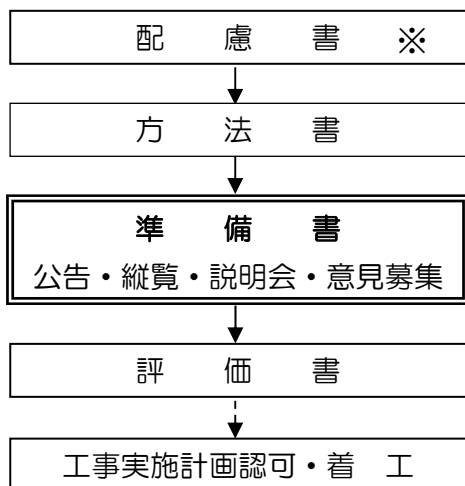 配　慮　書　※
方　法　書
準　備　書
公告・縦覧・説明会・意見募集
評　価　書
工事実施計画認可・着　工